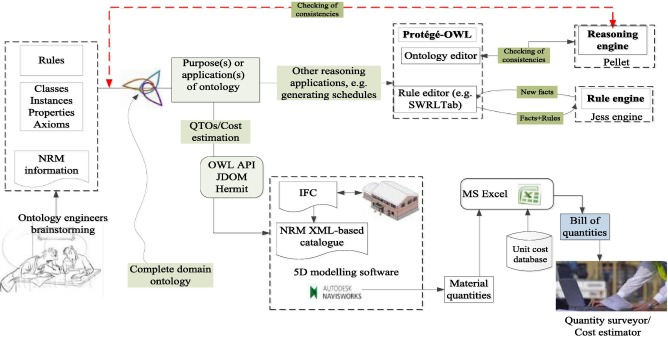 Checking of
consistencies
Rules
Classes
Instances
Properties
Axioms
NRM
information
Ontology engineers
brainstorming
Purpose(s) or
application(s)
of ontology
QTOs/Cost
estimation
OWL API
JDOM
Hermit
Complete domain
ontology
Other reasoning
applications, e.g.
generating schedules
Protégé-OWL
Ontology editor
Rule editor (e.g.
SWRLTab)
Checking of
consistencies
Reasoning
engine
Pellet
New facts
Facts+Rules
Rule engine
Jess engine
IFC
NRM XML-based
catalogue
5D modelling software
AUTODESK
NAVISWORKS
Material
quantities
MS Excel
Unit cost
database
Bill of
quantities
Quantity surveyor/
Cost estimator